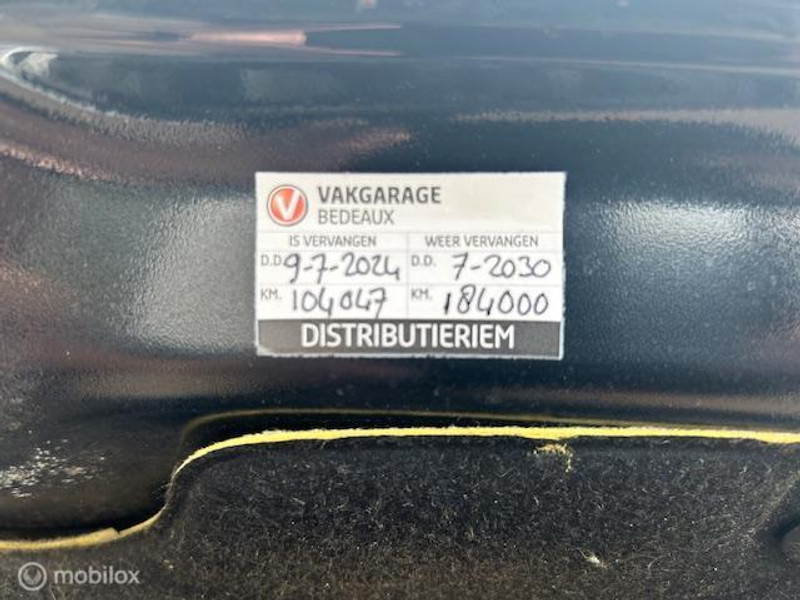 V VAKGARAGE
BEDEAUX
IS VERVANGEN WEER VERVANGEN
D.D. 9-7-2024 D.D. 7-2030
KM. 104047 KM. 184000
DISTRIBUTIERIEM
mobilox